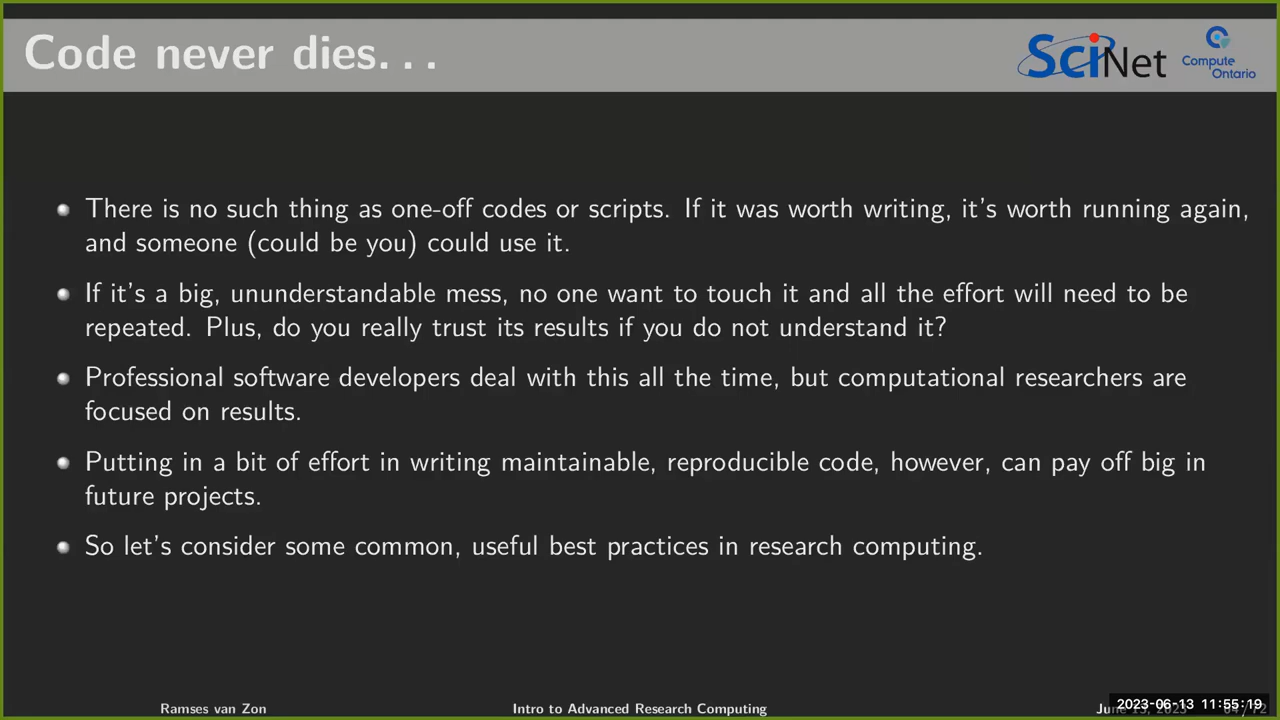 Code never dies. . .
SciNet
Compute
Ontario
There is no such thing as one-off codes or scripts. If it was worth writing, it's worth running again,
and someone (could be you) could use it.
If it's a big, ununderstandable mess, no one want to touch it and all the effort will need to be
repeated. Plus, do you really trust its results if you do not understand it?
Professional software developers deal with this all the time, but computational researchers are
focused on results.
Putting in a bit of effort in writing maintainable, reproducible code, however, can pay off big in
future projects.
So let's consider some common, useful best practices in research computing.
Ramses van Zon
Intro to Advanced Research Computing
2023-06-13 11:55:19